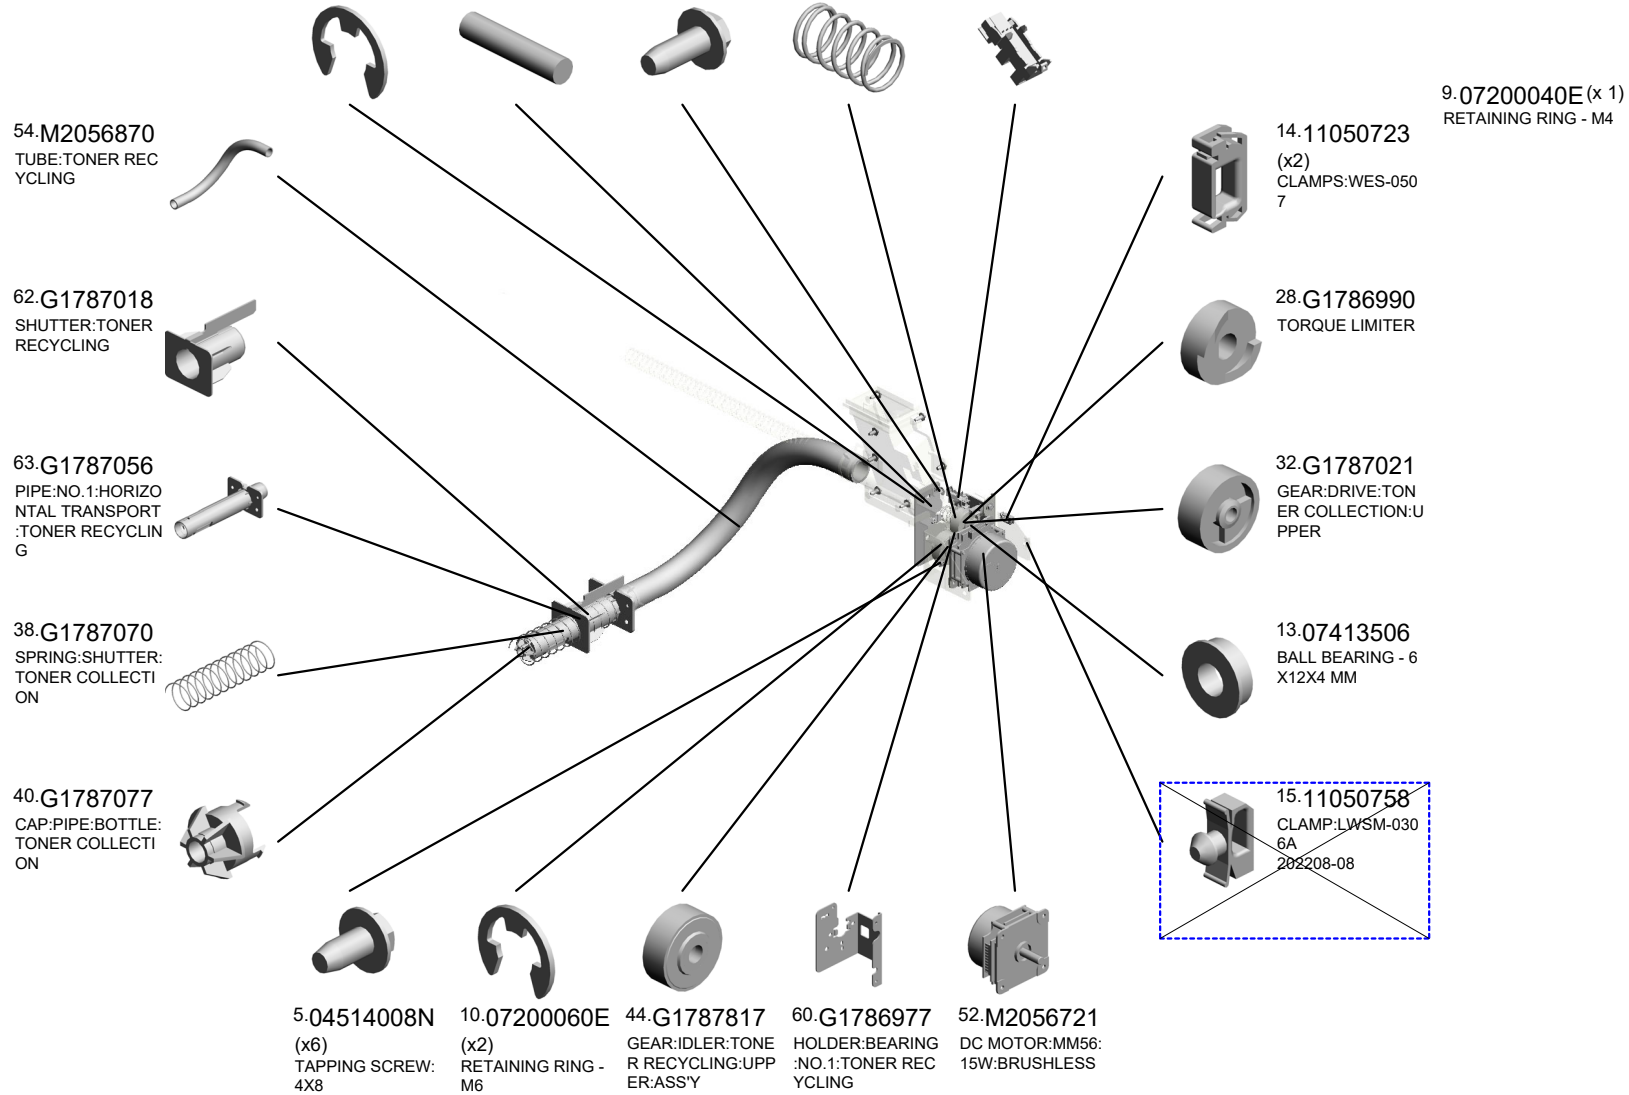 9.07200040E (x 1)
RETAINING RING - M4
54.M2056870
TUBE:TONER REC
YCLING
14.11050723
(x2)
CLAMPS:WES-050
7
62.G1787018
SHUTTER:TONER
RECYCLING
28.G1786990
TORQUE LIMITER
63.G1787056
PIPE:NO.1:HORIZO
NTAL TRANSPORT
:TONER RECYCLIN
G
32.G1787021
GEAR:DRIVE:TON
ER COLLECTION:U
PPER
38.G1787070
SPRING:SHUTTER:
TONER COLLECTI
ON
13.07413506
BALL BEARING - 6
X12X4 MM
40.G1787077
CAP:PIPE:BOTTLE:
TONER COLLECTI
ON
15.11050758
CLAMP:LWSM-030
6A
202208-08
5.04514008N
(x6)
TAPPING SCREW:
4X8
10.07200060E
(x2)
RETAINING RING -
M6
44.G1787817
GEAR:IDLER:TONE
R RECYCLING:UPP
ER:ASS'Y
60.G1786977
HOLDER:BEARING
:NO.1:TONER REC
YCLING
52.M2056721
DC MOTOR:MM56:
15W:BRUSHLESS